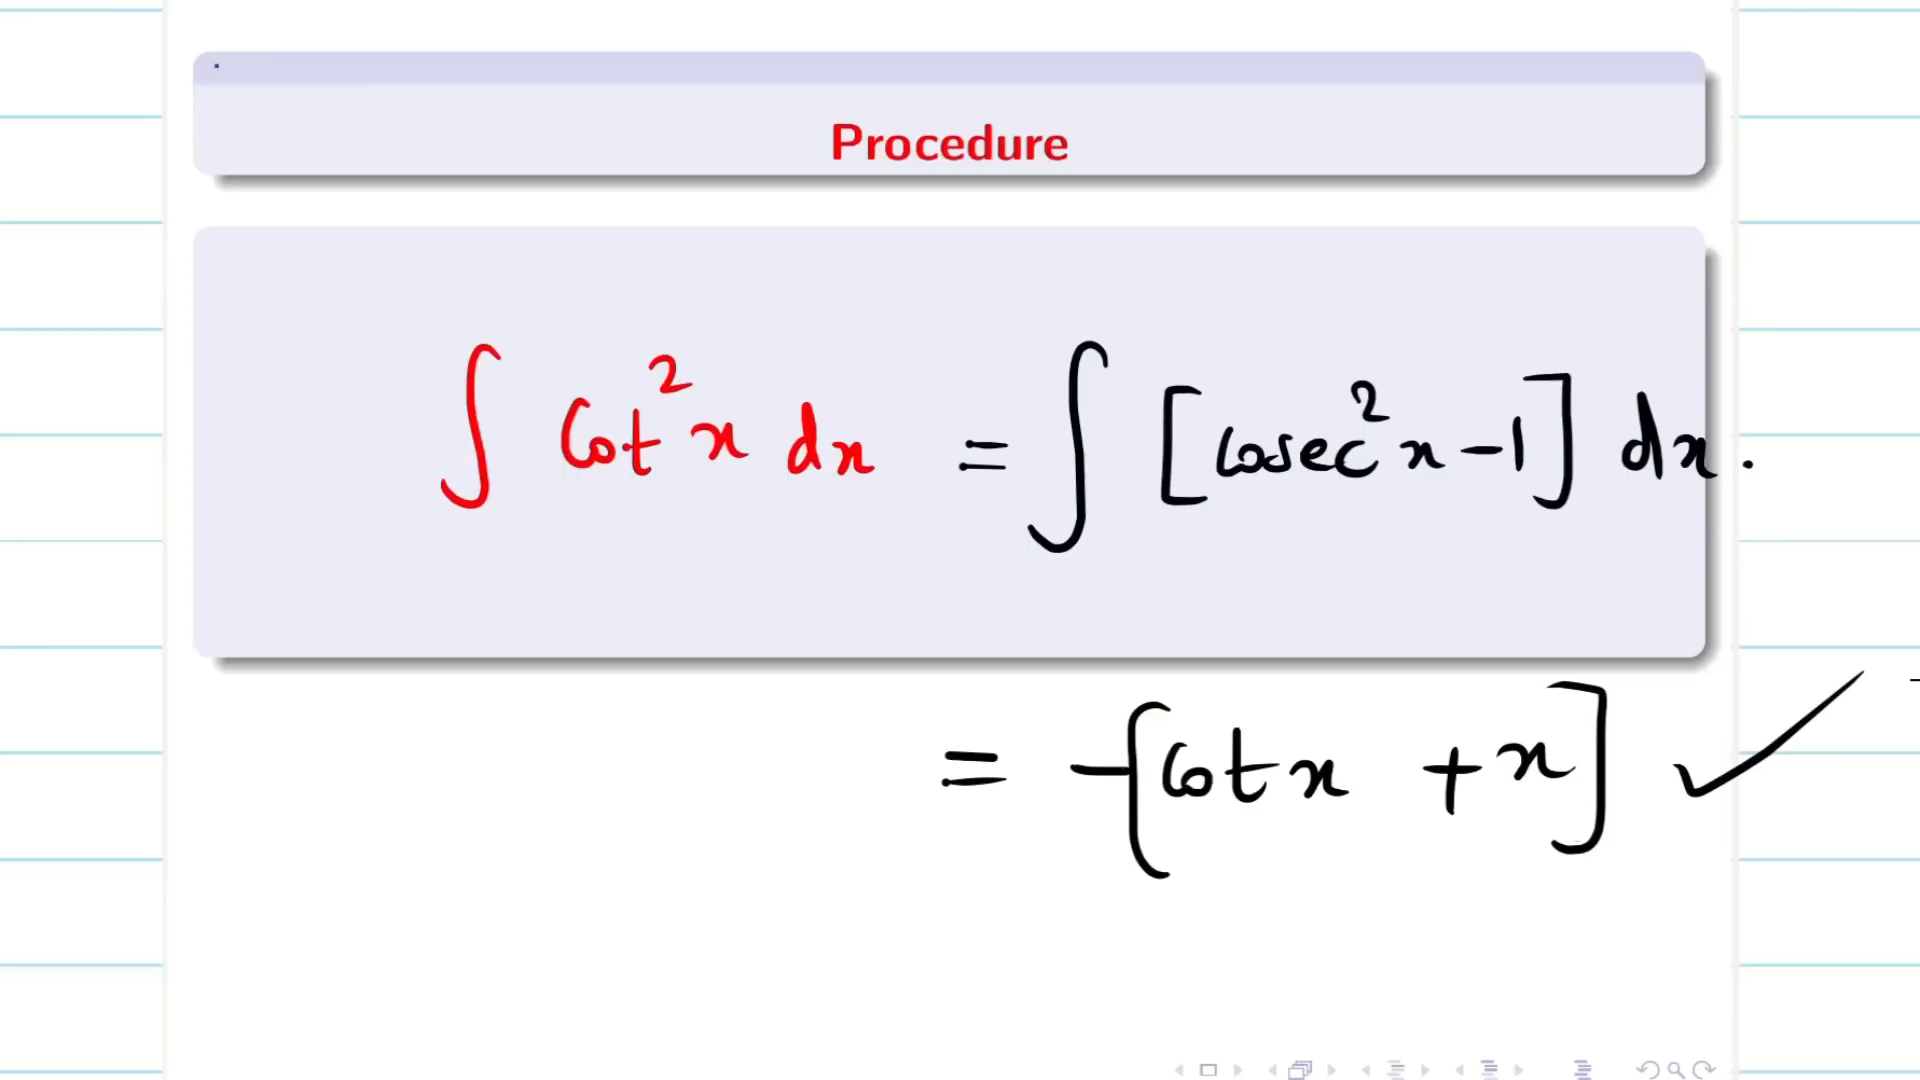 Procedure
∫ Cot²x dx = ∫ [cosec²x - 1] dx.
= -[cot x + x] ✓